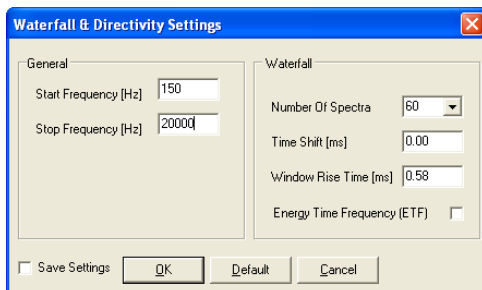 Waterfall & Directivity Settings
General
Start Frequency [Hz] 150
Stop Frequency [Hz] 20000
Waterfall
Number Of Spectra 60
Time Shift [ms] 0.00
Window Rise Time [ms] 0.58
Energy Time Frequency (ETF)
Save Settings OK Default Cancel